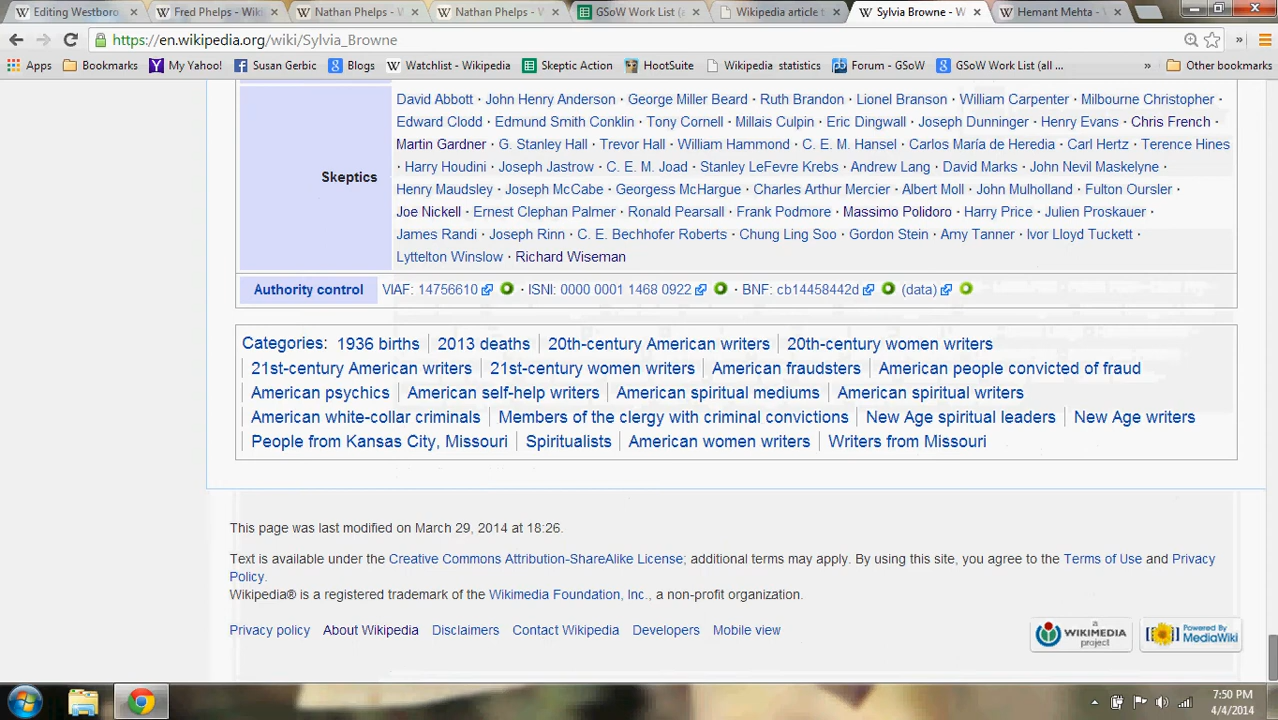 Editing Westboro
Fred Phelps - Wiki
Nathan Phelps - W
Nathan Phelps - W
GSoW Work List (
Wikipedia article t
Sylvia Browne - W
Hemant Mehta -
https://en.wikipedia.org/wiki/Sylvia_Browne
Apps Bookmarks My Yahoo! Susan Gerbic Blogs Watchlist - Wikipedia Skeptic Action HootSuite Wikipedia statistics Forum - GSoW GSoW Work List (all ... » Other bookmarks
David Abbott · John Henry Anderson · George Miller Beard · Ruth Brandon · Lionel Branson · William Carpenter · Milbourne Christopher ·
Edward Clodd · Edmund Smith Conklin · Tony Cornell · Millais Culpin · Eric Dingwall · Joseph Dunninger · Henry Evans · Chris French ·
Martin Gardner · G. Stanley Hall · Trevor Hall · William Hammond · C. E. M. Hansel · Carlos María de Heredia · Carl Hertz · Terence Hines
· Harry Houdini · Joseph Jastrow · C. E. M. Joad · Stanley LeFevre Krebs · Andrew Lang · David Marks · John Nevil Maskelyne ·
Skeptics
Henry Maudsley · Joseph McCabe · Georgess McHargue · Charles Arthur Mercier · Albert Moll · John Mulholland · Fulton Oursler ·
Joe Nickell · Ernest Clephan Palmer · Ronald Pearsall · Frank Podmore · Massimo Polidoro · Harry Price · Julien Proskauer ·
James Randi · Joseph Rinn · C. E. Bechhofer Roberts · Chung Ling Soo · Gordon Stein · Amy Tanner · Ivor Lloyd Tuckett ·
Lyttelton Winslow · Richard Wiseman
Authority control VIAF: 14756610 · ISNI: 0000 0001 1468 0922 · BNF: cb14458442d (data)
Categories: 1936 births | 2013 deaths | 20th-century American writers | 20th-century women writers
| 21st-century American writers | 21st-century women writers | American fraudsters | American people convicted of fraud
| American psychics | American self-help writers | American spiritual mediums | American spiritual writers
| American white-collar criminals | Members of the clergy with criminal convictions | New Age spiritual leaders | New Age writers
| People from Kansas City, Missouri | Spiritualists | American women writers | Writers from Missouri
This page was last modified on March 29, 2014 at 18:26.
Text is available under the Creative Commons Attribution-ShareAlike License; additional terms may apply. By using this site, you agree to the Terms of Use and Privacy
Policy.
Wikipedia® is a registered trademark of the Wikimedia Foundation, Inc., a non-profit organization.
Privacy policy About Wikipedia Disclaimers Contact Wikipedia Developers Mobile view
A WIKIMEDIA project
Powered By MediaWiki
7:50 PM
4/4/2014